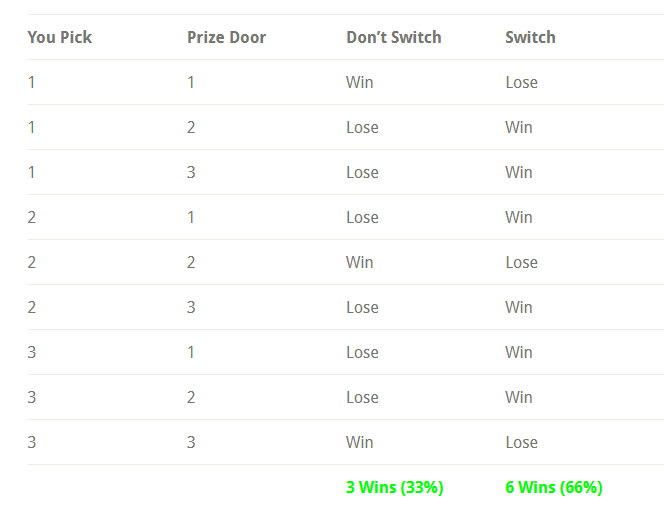 You Pick Prize Door Don’t Switch Switch
1 1 Win Lose
1 2 Lose Win
1 3 Lose Win
2 1 Lose Win
2 2 Win Lose
2 3 Lose Win
3 1 Lose Win
3 2 Lose Win
3 3 Win Lose
3 Wins (33%) 6 Wins (66%)